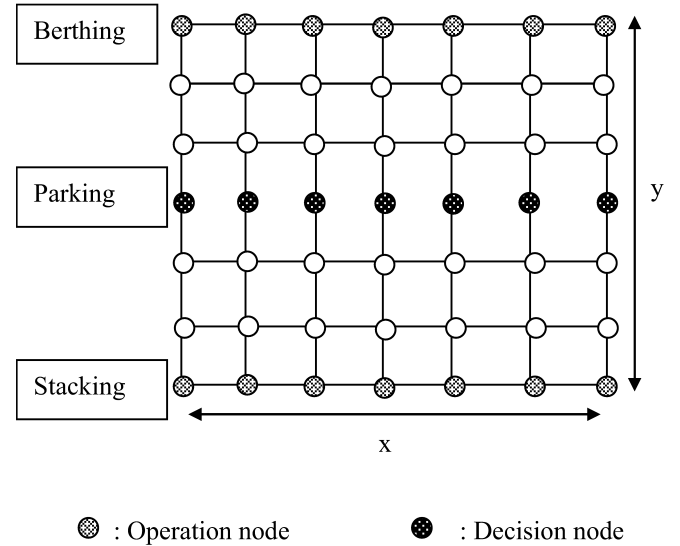 Berthing
Parking
y
Stacking
x
: Operation node
: Decision node